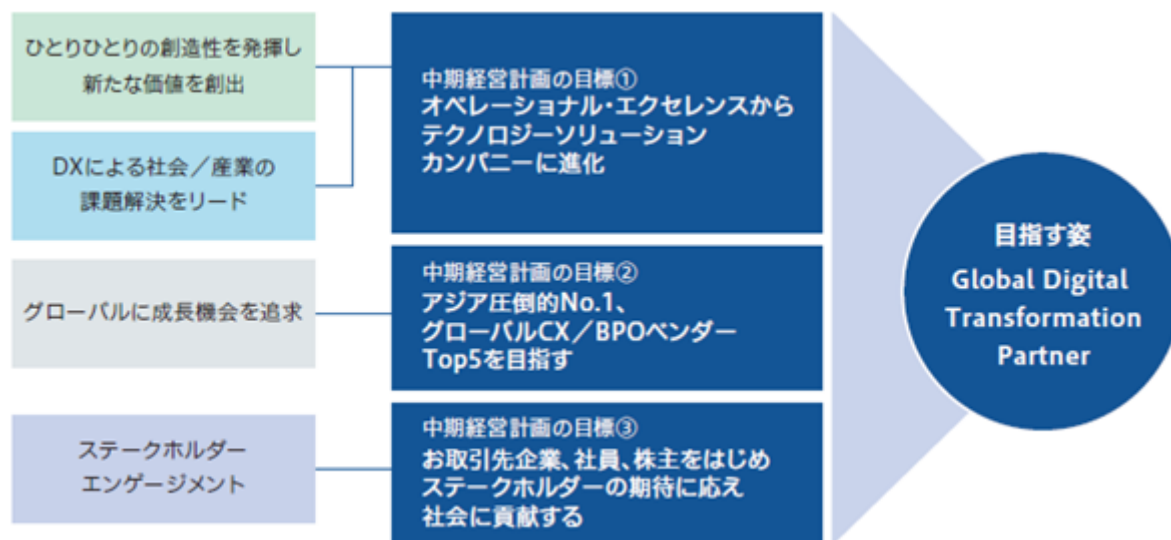 ひとりひとりの創造性を発揮し
新たな価値を創出
DXによる社会／産業の
課題解決をリード
グローバルに成長機会を追求
ステークホルダー
エンゲージメント
中期経営計画の目標①
オペレーショナル・エクセレンスから
テクノロジーソリューション
カンパニーに進化
中期経営計画の目標②
アジア圧倒的No.1、
グローバルCX／BPOベンダー
Top5を目指す
中期経営計画の目標③
お取引先企業、社員、株主をはじめ
ステークホルダーの期待に応え
社会に貢献する
目指す姿
Global Digital
Transformation
Partner